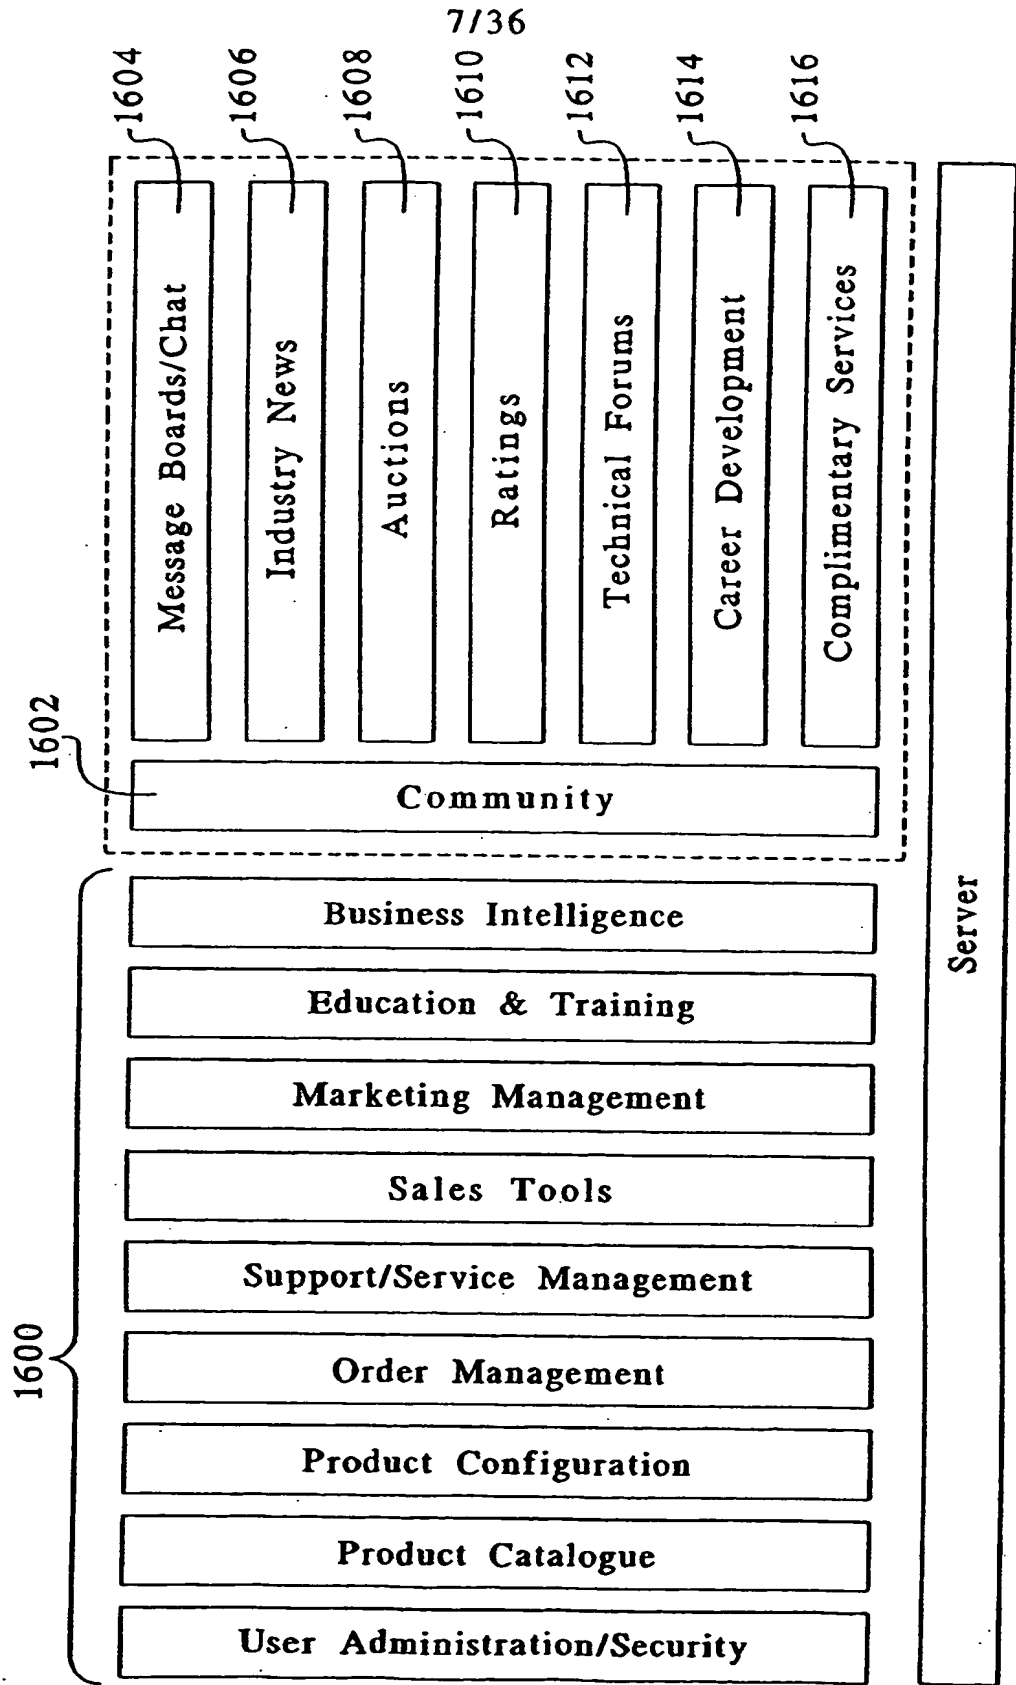 7/36
1604
1606
1608
1610
1612
1614
1616
Message Boards/Chat
Industry News
Auctions
Ratings
Technical Forums
Career Development
Complimentary Services
1602
Community
1600
Business Intelligence
Education & Training
Marketing Management
Sales Tools
Support/Service Management
Order Management
Product Configuration
Product Catalogue
User Administration/Security
Server